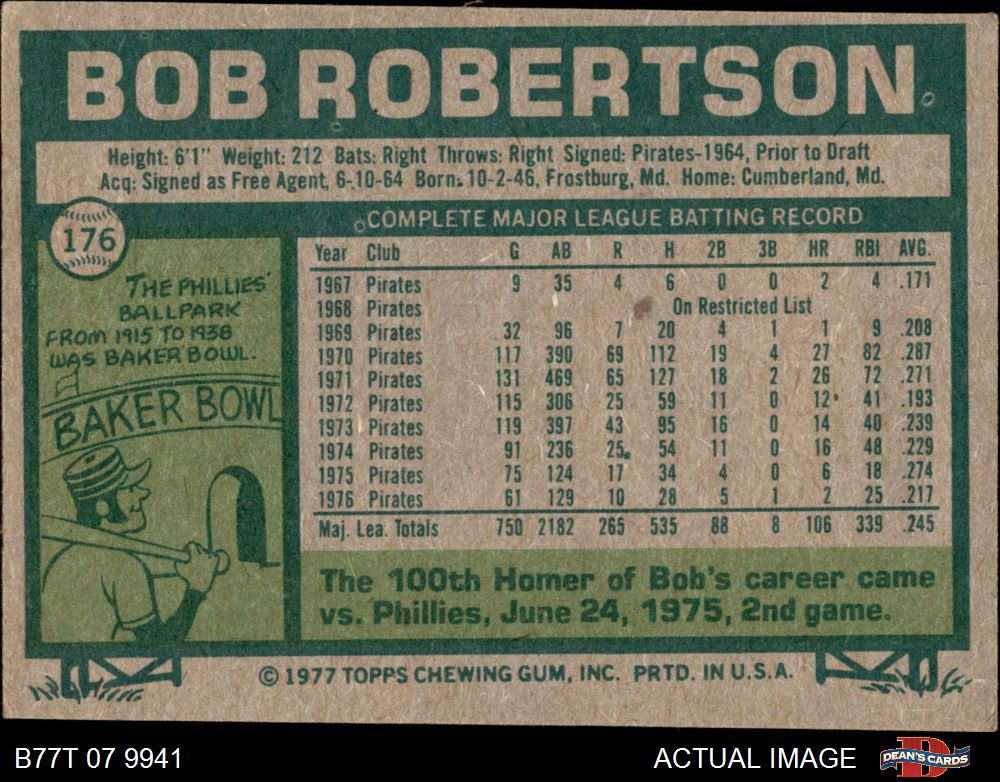 BOB ROBERTSON
Height: 6'1" Weight: 212 Bats: Right Throws: Right Signed: Pirates-1964, Prior to Draft
Acq: Signed as Free Agent, 6-10-64 Born: 10-2-46, Frostburg, Md. Home: Cumberland, Md.
176
COMPLETE MAJOR LEAGUE BATTING RECORD
THE PHILLIES'
BALLPARK
FROM 1915 TO 1938
WAS BAKER BOWL.
BAKER BOWL
Year Club G AB R H 2B 3B HR RBI AVG.
1967 Pirates 9 35 4 6 0 0 2 4 .171
1968 Pirates On Restricted List
1969 Pirates 32 96 7 20 4 1 1 9 .208
1970 Pirates 117 390 69 112 19 4 27 82 .287
1971 Pirates 131 469 65 127 18 2 26 72 .271
1972 Pirates 115 306 25 59 11 0 12 41 .193
1973 Pirates 119 397 43 95 16 0 14 40 .239
1974 Pirates 91 236 25 54 11 0 16 48 .229
1975 Pirates 75 124 17 34 4 0 6 18 .274
1976 Pirates 61 129 10 28 5 1 2 25 .217
Maj. Lea. Totals 750 2182 265 535 88 8 106 339 .245
The 100th Homer of Bob's career came
vs. Phillies, June 24, 1975, 2nd game.
© 1977 TOPPS CHEWING GUM, INC. PRTD. IN U.S.A.
B77T 07 9941
ACTUAL IMAGE
D
DEAN'S CARDS